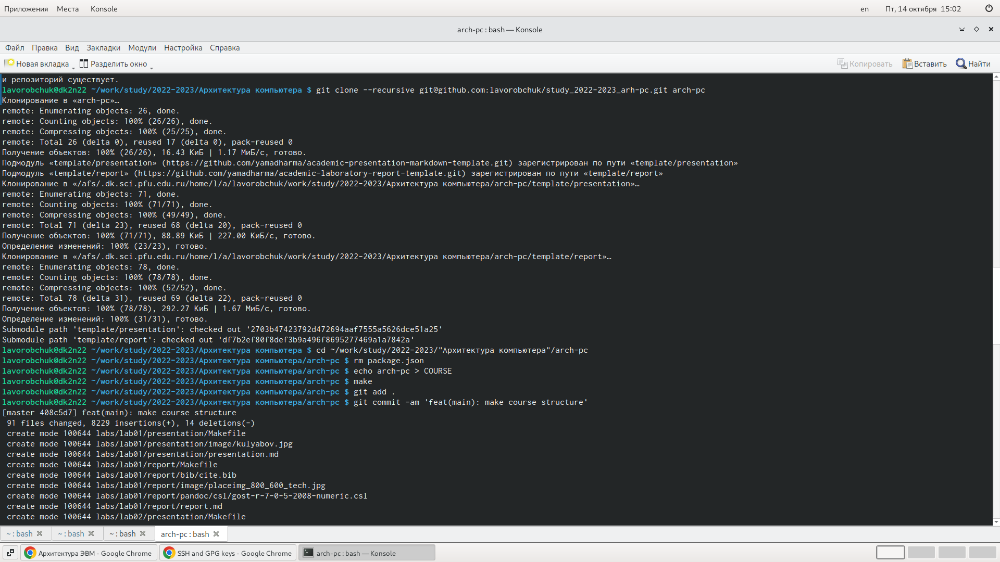 Приложения Места Konsole en Пт, 14 октября 15:02
arch-pc : bash — Konsole
Файл Правка Вид Закладки Модули Настройка Справка
Новая вкладка Разделить окно Копировать Вставить Найти
и репозиторий существует.
lavorobchuk@dk2n22 ~/work/study/2022-2023/Архитектура компьютера $ git clone --recursive git@github.com:lavorobchuk/study_2022-2023_arh-pc.git arch-pc
Клонирование в «arch-pc»…
remote: Enumerating objects: 26, done.
remote: Counting objects: 100% (26/26), done.
remote: Compressing objects: 100% (25/25), done.
remote: Total 26 (delta 0), reused 17 (delta 0), pack-reused 0
Получение объектов: 100% (26/26), 16.43 КиБ | 1.17 МиБ/с, готово.
Подмодуль «template/presentation» (https://github.com/yamadharma/academic-presentation-markdown-template.git) зарегистрирован по пути «template/presentation»
Подмодуль «template/report» (https://github.com/yamadharma/academic-laboratory-report-template.git) зарегистрирован по пути «template/report»
Клонирование в «/afs/.dk.sci.pfu.edu.ru/home/l/a/lavorobchuk/work/study/2022-2023/Архитектура компьютера/arch-pc/template/presentation»…
remote: Enumerating objects: 71, done.
remote: Counting objects: 100% (71/71), done.
remote: Compressing objects: 100% (49/49), done.
remote: Total 71 (delta 23), reused 68 (delta 20), pack-reused 0
Получение объектов: 100% (71/71), 88.89 КиБ | 227.00 КиБ/с, готово.
Определение изменений: 100% (23/23), готово.
Клонирование в «/afs/.dk.sci.pfu.edu.ru/home/l/a/lavorobchuk/work/study/2022-2023/Архитектура компьютера/arch-pc/template/report»…
remote: Enumerating objects: 78, done.
remote: Counting objects: 100% (78/78), done.
remote: Compressing objects: 100% (52/52), done.
remote: Total 78 (delta 31), reused 69 (delta 22), pack-reused 0
Получение объектов: 100% (78/78), 292.27 КиБ | 1.67 МиБ/с, готово.
Определение изменений: 100% (31/31), готово.
Submodule path 'template/presentation': checked out '2703b47423792d472694aaf7555a5626dce51a25'
Submodule path 'template/report': checked out 'df7b2ef80f8def3b9a496f8695277469a1a7842a'
lavorobchuk@dk2n22 ~/work/study/2022-2023/Архитектура компьютера $ cd ~/work/study/2022-2023/"Архитектура компьютера"/arch-pc
lavorobchuk@dk2n22 ~/work/study/2022-2023/Архитектура компьютера/arch-pc $ rm package.json
lavorobchuk@dk2n22 ~/work/study/2022-2023/Архитектура компьютера/arch-pc $ echo arch-pc > COURSE
lavorobchuk@dk2n22 ~/work/study/2022-2023/Архитектура компьютера/arch-pc $ make
lavorobchuk@dk2n22 ~/work/study/2022-2023/Архитектура компьютера/arch-pc $ git add .
lavorobchuk@dk2n22 ~/work/study/2022-2023/Архитектура компьютера/arch-pc $ git commit -am 'feat(main): make course structure'
[master 408c5d7] feat(main): make course structure
91 files changed, 8229 insertions(+), 14 deletions(-)
create mode 100644 labs/lab01/presentation/Makefile
create mode 100644 labs/lab01/presentation/image/kulyabov.jpg
create mode 100644 labs/lab01/presentation/presentation.md
create mode 100644 labs/lab01/report/Makefile
create mode 100644 labs/lab01/report/bib/cite.bib
create mode 100644 labs/lab01/report/image/placeimg_800_600_tech.jpg
create mode 100644 labs/lab01/report/pandoc/csl/gost-r-7-0-5-2008-numeric.csl
create mode 100644 labs/lab01/report/report.md
create mode 100644 labs/lab02/presentation/Makefile
~ : bash ~ : bash ~ : bash arch-pc : bash
Архитектура ЭВМ - Google Chrome SSH and GPG keys - Google Chrome arch-pc : bash — Konsole